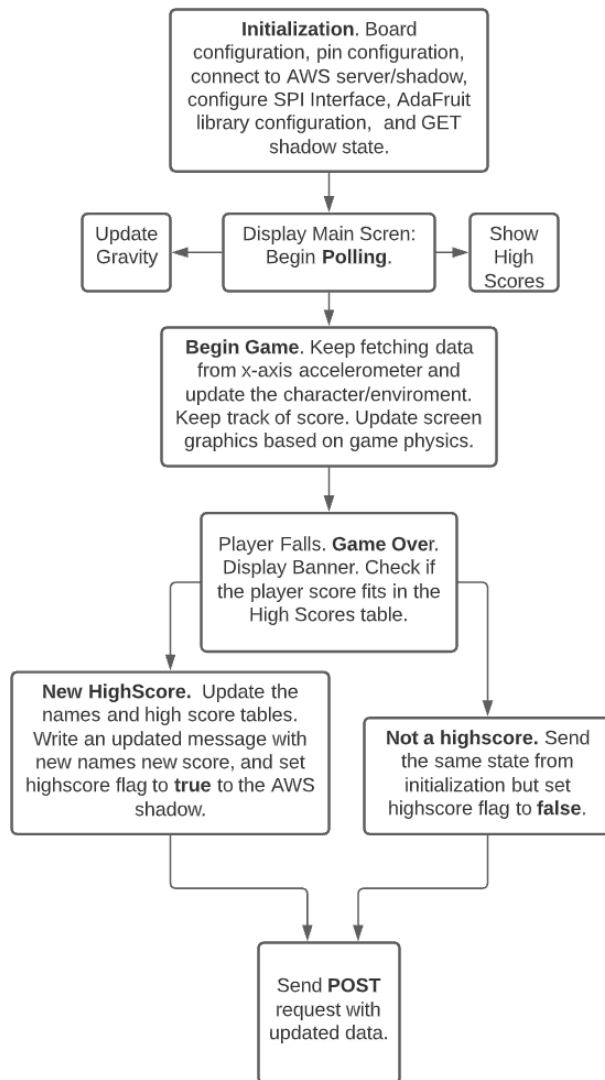 Initialization. Board
configuration, pin configuration,
connect to AWS server/shadow,
configure SPI Interface, AdaFruit
library configuration, and GET
shadow state.
Update
Gravity
Display Main Scren:
Begin Polling.
Show
High
Scores
Begin Game. Keep fetching data
from x-axis accelerometer and
update the character/enviroment.
Keep track of score. Update screen
graphics based on game physics.
Player Falls. Game Over.
Display Banner. Check if
the player score fits in the
High Scores table.
New HighScore. Update the
names and high score tables.
Write an updated message with
new names new score, and set
highscore flag to true to the AWS
shadow.
Not a highscore. Send
the same state from
initialization but set
highscore flag to false.
Send POST
request with
updated data.